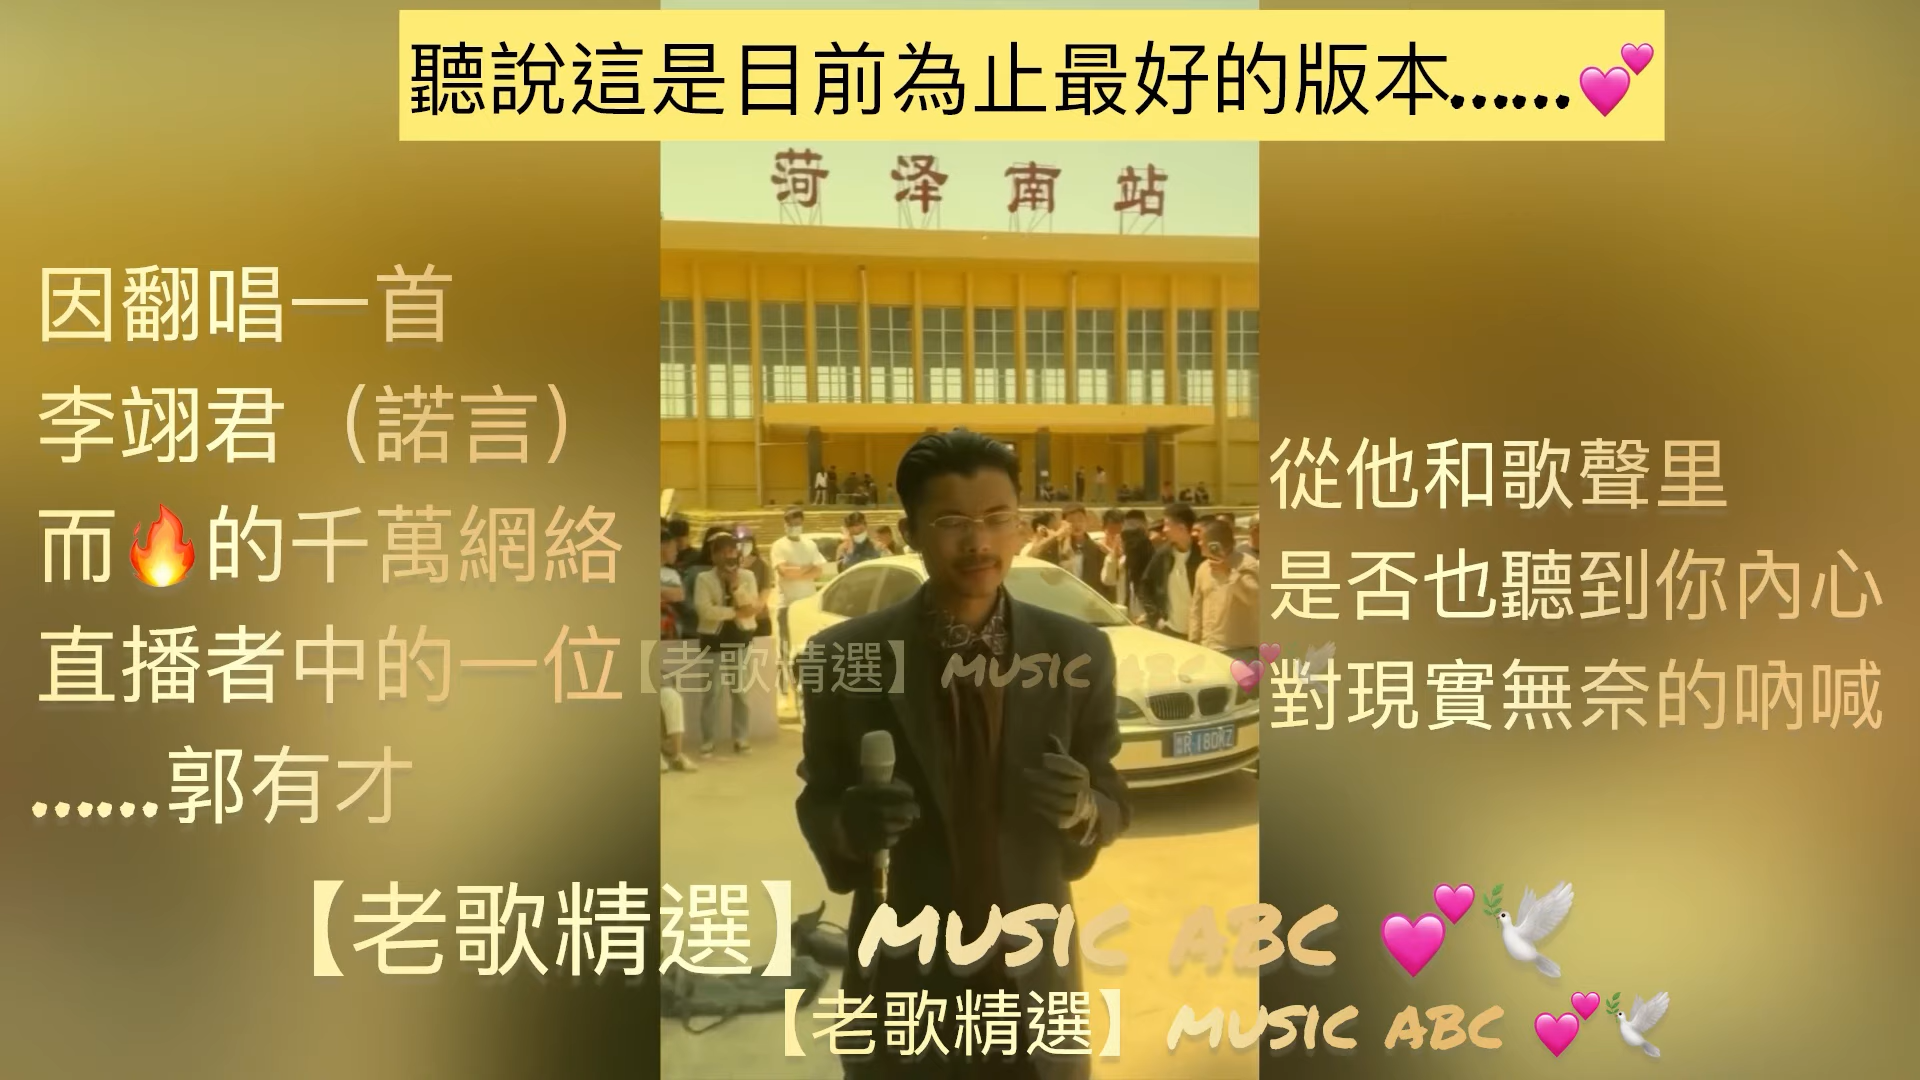 聽說這是目前為止最好的版本……💕
菏泽南站
因翻唱一首
李翊君（諾言）
而🔥的千萬網絡
直播者中的一位
……郭有才
從他和歌聲里
是否也聽到你內心
對現實無奈的吶喊
【老歌精選】MUSIC ABC 💕🕊️
R·180KZ
【老歌精選】MUSIC ABC 💕🕊️
【老歌精選】MUSIC ABC 💕🕊️